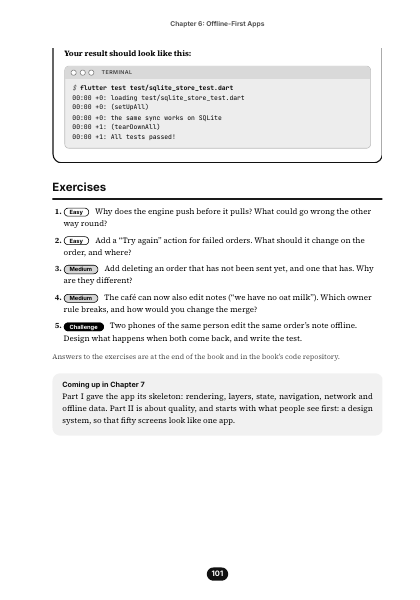 Chapter 6: Offline-First Apps
Your result should look like this:
TERMINAL
$ flutter test test/sqlite_store_test.dart
00:00 +0: loading test/sqlite_store_test.dart
00:00 +0: (setUpAll)
00:00 +0: the same sync works on SQLite
00:00 +1: (tearDownAll)
00:00 +1: All tests passed!
Exercises
1. Easy Why does the engine push before it pulls? What could go wrong the other
way round?
2. Easy Add a “Try again” action for failed orders. What should it change on the
order, and where?
3. Medium Add deleting an order that has not been sent yet, and one that has. Why
are they different?
4. Medium The café can now also edit notes (“we have no oat milk”). Which owner
rule breaks, and how would you change the merge?
5. Challenge Two phones of the same person edit the same order’s note offline.
Design what happens when both come back, and write the test.
Answers to the exercises are at the end of the book and in the book’s code repository.
Coming up in Chapter 7
Part I gave the app its skeleton: rendering, layers, state, navigation, network and
offline data. Part II is about quality, and starts with what people see first: a design
system, so that fifty screens look like one app.
101